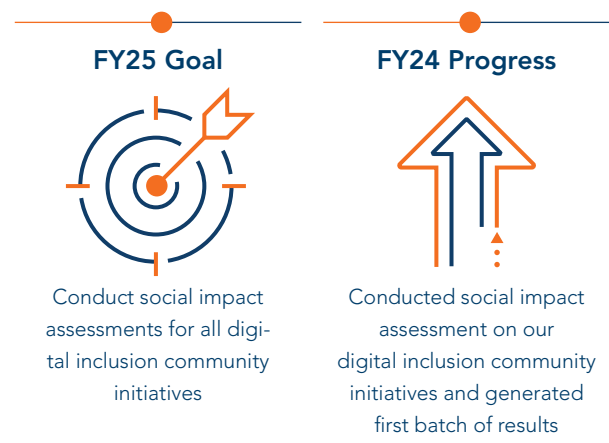 FY25 Goal
Conduct social impact
assessments for all digi-
tal inclusion community
initiatives
FY24 Progress
Conducted social impact
assessment on our
digital inclusion community
initiatives and generated
first batch of results